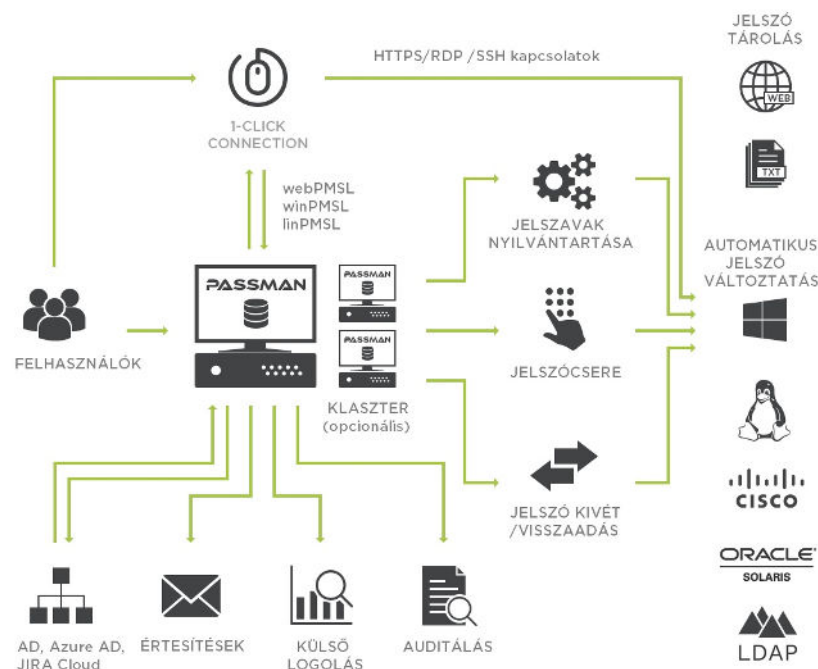 JELSZÓ
TÁROLÁS
HTTPS/RDP /SSH kapcsolatok
WEB
1-CLICK
CONNECTION
TXT
webPMSL
winPMSL
linPMSL
JELSZAVAK
NYILVÁNTARTÁSA
AUTOMATIKUS
JELSZÓ
VÁLTOZTATÁS
PASSMAN
PASSMAN
PASSMAN
FELHASZNÁLÓK
JELSZÓCSERE
KLASZTER
(opcionális)
CISCO
JELSZÓ KIVÉT
/VISSZAADÁS
ORACLE
SOLARIS
AD, Azure AD,
JIRA Cloud
ÉRTESÍTÉSEK
KÜLSŐ
LOGOLÁS
AUDITÁLÁS
LDAP